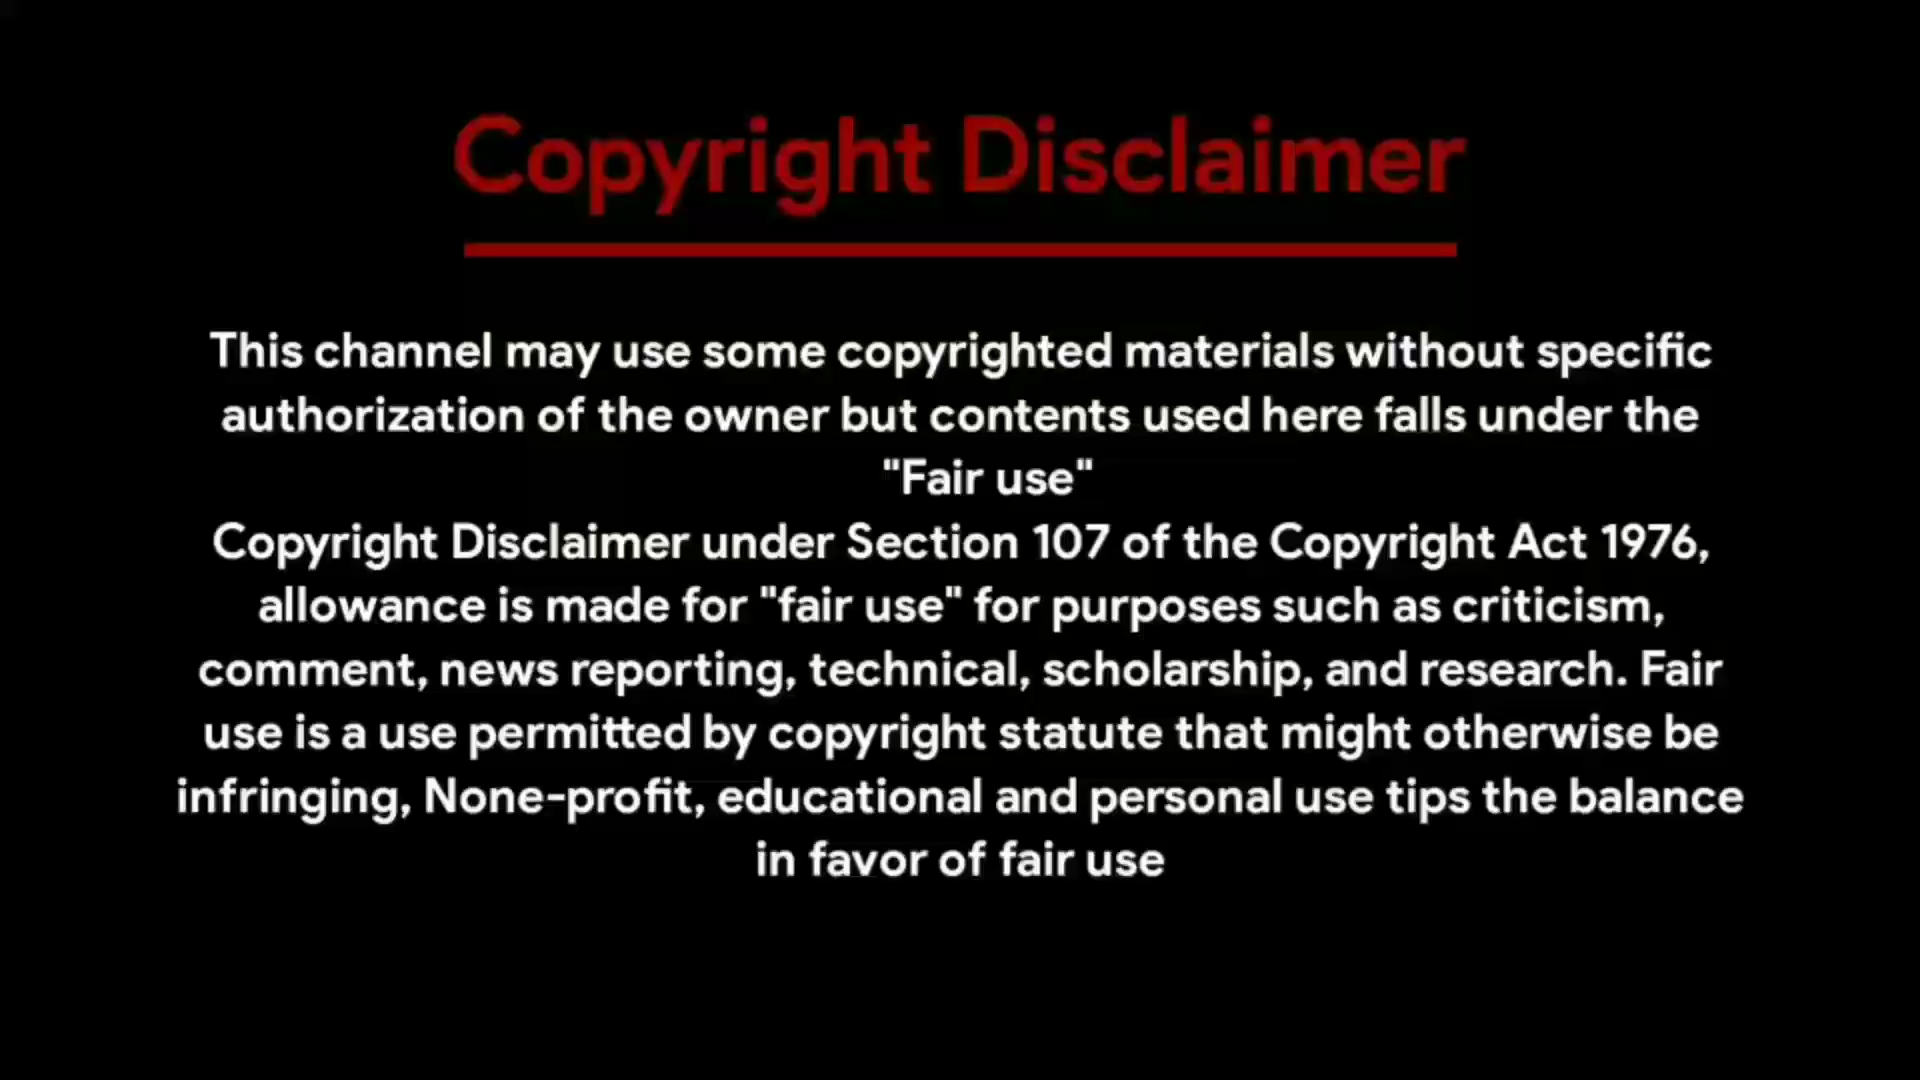 Copyright Disclaimer
This channel may use some copyrighted materials without specific
authorization of the owner but contents used here falls under the
"Fair use"
Copyright Disclaimer under Section 107 of the Copyright Act 1976,
allowance is made for "fair use" for purposes such as criticism,
comment, news reporting, technical, scholarship, and research. Fair
use is a use permitted by copyright statute that might otherwise be
infringing, None-profit, educational and personal use tips the balance
in favor of fair use